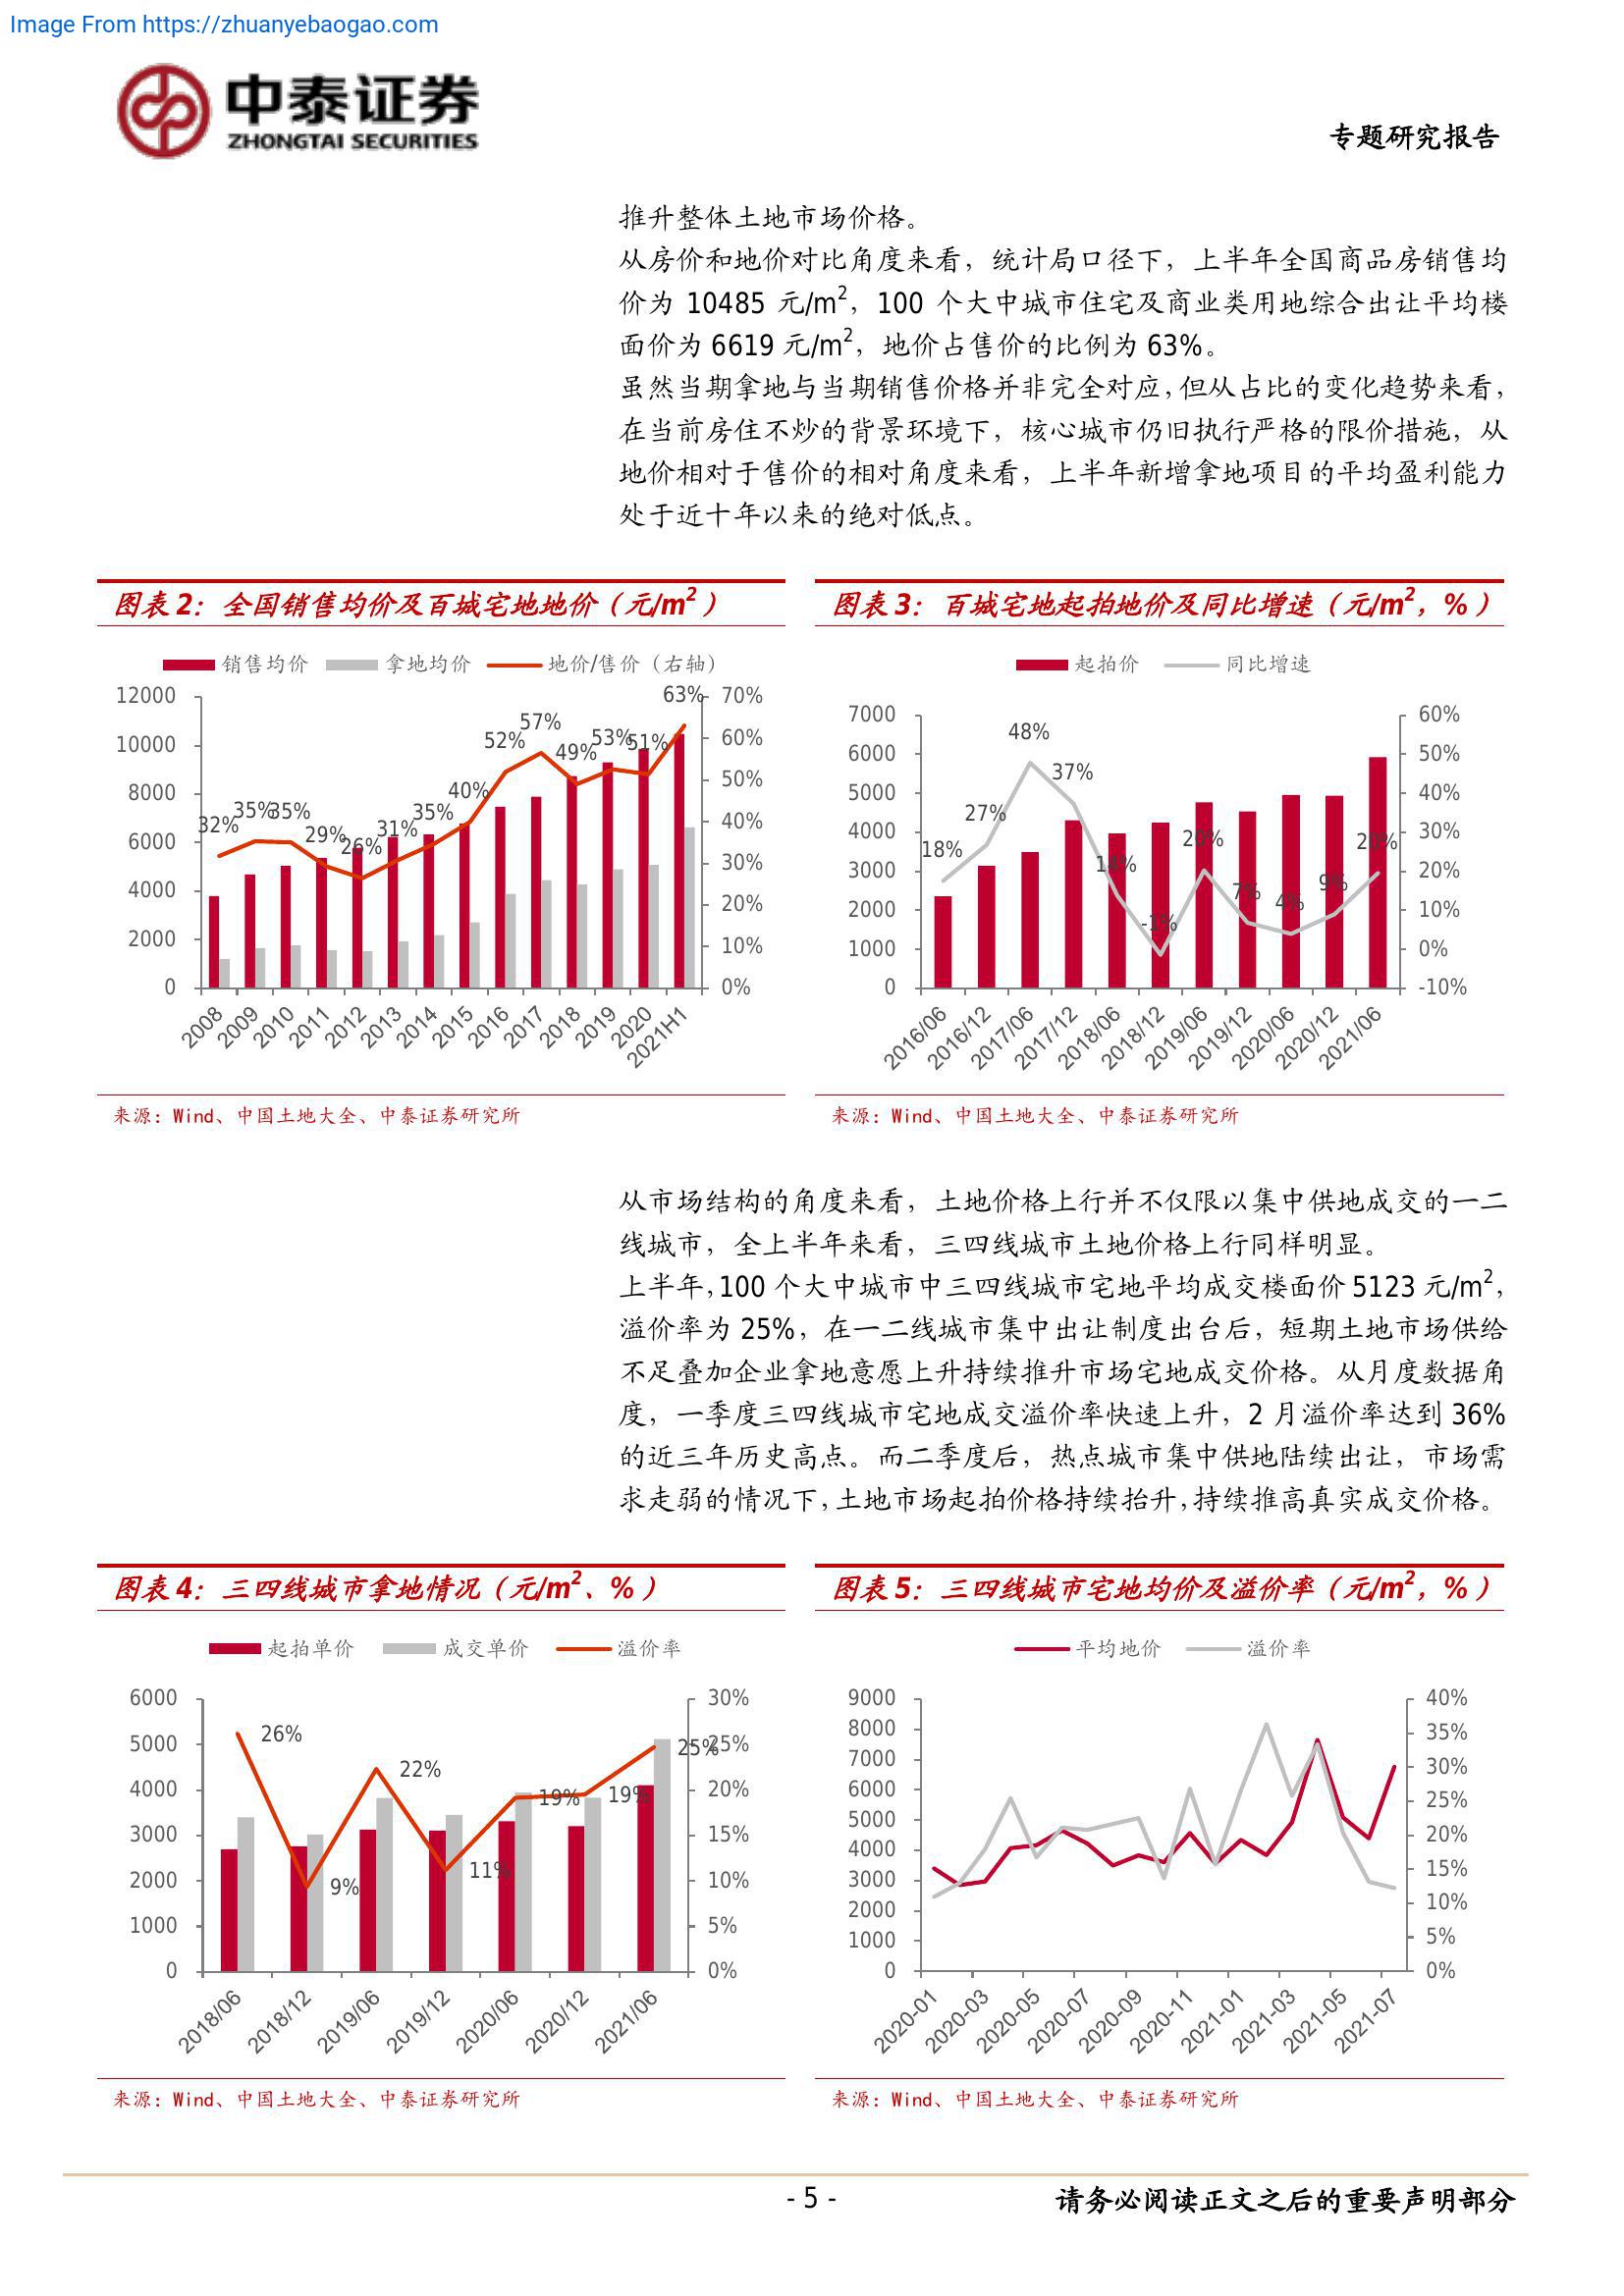 Image From https://zhuanyebaogao.com
中泰证券
ZHONGTAI SECURITIES
专题研究报告
推升整体土地市场价格。
从房价和地价对比角度来看，统计局口径下，上半年全国商品房销售均
价为 10485 元/m²，100 个大中城市住宅及商业类用地综合出让平均楼
面价为 6619 元/m²，地价占售价的比例为 63%。
虽然当期拿地与当期销售价格并非完全对应，但从占比的变化趋势来看，
在当前房住不炒的背景环境下，核心城市仍旧执行严格的限价措施，从
地价相对于售价的相对角度来看，上半年新增拿地项目的平均盈利能力
处于近十年以来的绝对低点。
图表 2：全国销售均价及百城宅地地价（元/m²）
销售均价 拿地均价 地价/售价（右轴）
12000
10000
8000
6000
4000
2000
0
70%
60%
50%
40%
30%
20%
10%
0%
32% 35% 35% 29% 26% 31% 35% 40% 52% 57% 49% 53% 51% 63%
2008 2009 2010 2011 2012 2013 2014 2015 2016 2017 2018 2019 2020 2021H1
来源：Wind、中国土地大全、中泰证券研究所
图表 3：百城宅地起拍地价及同比增速（元/m²，%）
起拍价 同比增速
7000
6000
5000
4000
3000
2000
1000
0
60%
50%
40%
30%
20%
10%
0%
-10%
18% 27% 48% 37% 14% -1% 20% 7% 4% 9% 20%
2016/06 2016/12 2017/06 2017/12 2018/06 2018/12 2019/06 2019/12 2020/06 2020/12 2021/06
来源：Wind、中国土地大全、中泰证券研究所
从市场结构的角度来看，土地价格上行并不仅限以集中供地成交的一二
线城市，全上半年来看，三四线城市土地价格上行同样明显。
上半年，100 个大中城市中三四线城市宅地平均成交楼面价 5123 元/m²，
溢价率为 25%，在一二线城市集中出让制度出台后，短期土地市场供给
不足叠加企业拿地意愿上升持续推升市场宅地成交价格。从月度数据角
度，一季度三四线城市宅地成交溢价率快速上升，2 月溢价率达到 36%
的近三年历史高点。而二季度后，热点城市集中供地陆续出让，市场需
求走弱的情况下，土地市场起拍价格持续抬升，持续推高真实成交价格。
图表 4：三四线城市拿地情况（元/m²、%）
起拍单价 成交单价 溢价率
6000
5000
4000
3000
2000
1000
0
30%
25%
20%
15%
10%
5%
0%
26% 9% 22% 11% 19% 19% 25%
2018/06 2018/12 2019/06 2019/12 2020/06 2020/12 2021/06
来源：Wind、中国土地大全、中泰证券研究所
图表 5：三四线城市宅地均价及溢价率（元/m²，%）
平均地价 溢价率
9000
8000
7000
6000
5000
4000
3000
2000
1000
0
40%
35%
30%
25%
20%
15%
10%
5%
0%
2020-01 2020-03 2020-05 2020-07 2020-09 2020-11 2021-01 2021-03 2021-05 2021-07
来源：Wind、中国土地大全、中泰证券研究所
- 5 -
请务必阅读正文之后的重要声明部分